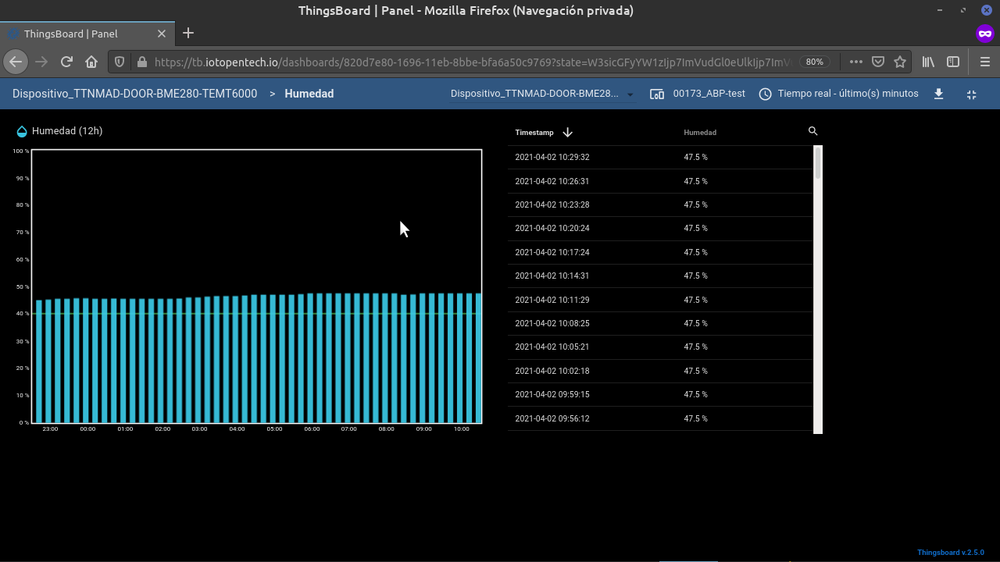 ThingsBoard | Panel - Mozilla Firefox (Navegación privada)
ThingsBoard | Panel
https://tb.iotopentech.io/dashboards/820d7e80-1696-11eb-8bbe-bfa6a50c9769?state=W3sicGFyYW1zIjp7ImVudGl0eUlkIjp7ImV
80%
Dispositivo_TTNMAD-DOOR-BME280-TEMT6000 > Humedad
Dispositivo_TTNMAD-DOOR-BME28...
00173_ABP-test
Tiempo real - último(s) minutos
Humedad (12h)
100 %
90 %
80 %
70 %
60 %
50 %
40 %
30 %
20 %
10 %
0 %
23:00 00:00 01:00 02:00 03:00 04:00 05:00 06:00 07:00 08:00 09:00 10:00
Timestamp Humedad
2021-04-02 10:29:32 47.5 %
2021-04-02 10:26:31 47.5 %
2021-04-02 10:23:28 47.5 %
2021-04-02 10:20:24 47.5 %
2021-04-02 10:17:24 47.5 %
2021-04-02 10:14:31 47.5 %
2021-04-02 10:11:29 47.5 %
2021-04-02 10:08:25 47.5 %
2021-04-02 10:05:21 47.5 %
2021-04-02 10:02:18 47.5 %
2021-04-02 09:59:15 47.5 %
2021-04-02 09:56:12 47.5 %
Thingsboard v.2.5.0